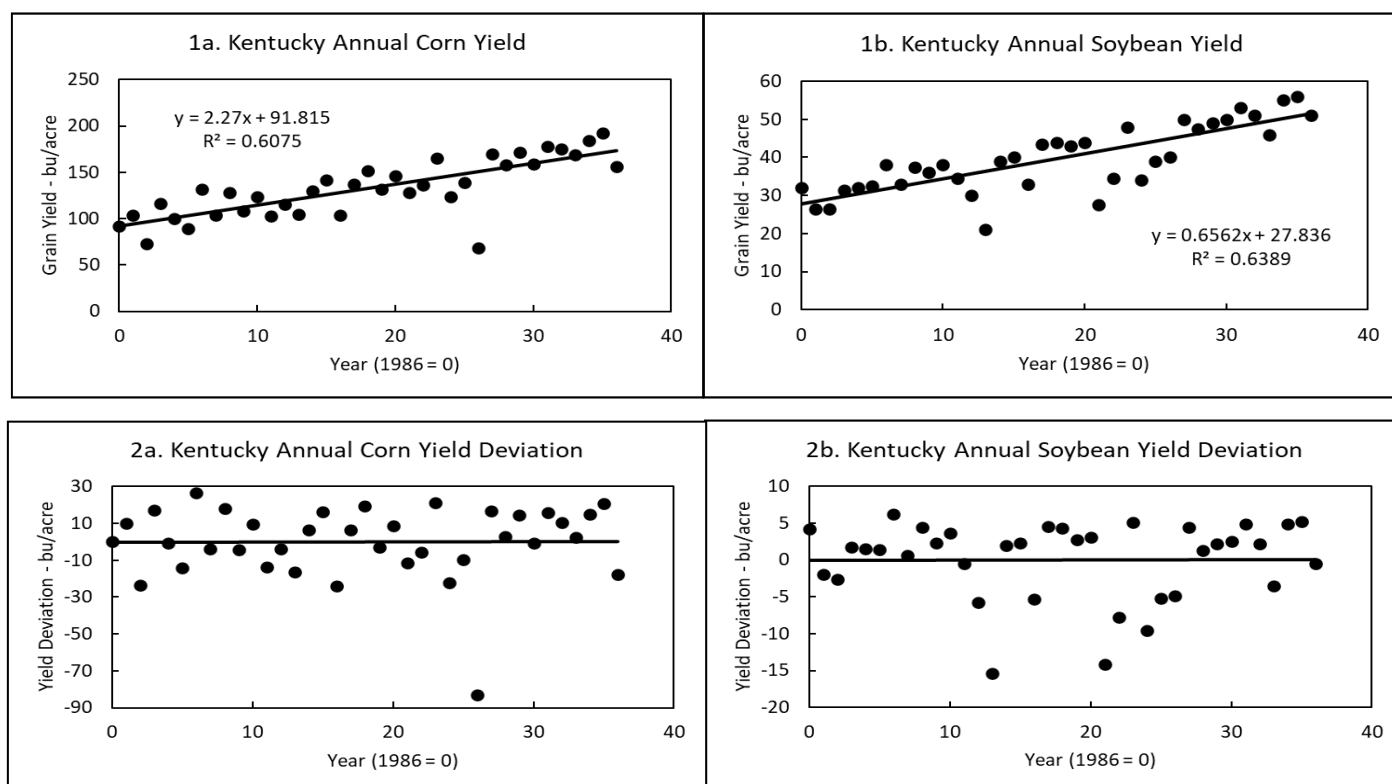 1a. Kentucky Annual Corn Yield
250
200
150
100
50
0
Grain Yield - bu/acre
y = 2.27x + 91.815
R² = 0.6075
0 10 20 30 40
Year (1986 = 0)
1b. Kentucky Annual Soybean Yield
60
50
40
30
20
10
0
Grain Yield - bu/acre
y = 0.6562x + 27.836
R² = 0.6389
0 10 20 30 40
Year (1986 = 0)
2a. Kentucky Annual Corn Yield Deviation
30
10
-10
-30
-50
-70
-90
Yield Deviation - bu/acre
0 10 20 30 40
Year (1986 = 0)
2b. Kentucky Annual Soybean Yield Deviation
10
5
0
-5
-10
-15
-20
Yield Deviation - bu/acre
0 10 20 30 40
Year (1986 = 0)